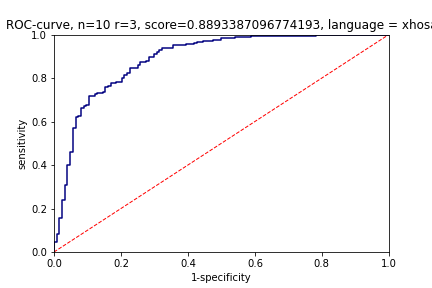 ROC-curve, n=10 r=3, score=0.8893387096774193, language = xhosa
1.0
0.8
0.6
0.4
0.2
0.0
sensitivity
0.0 0.2 0.4 0.6 0.8 1.0
1-specificity